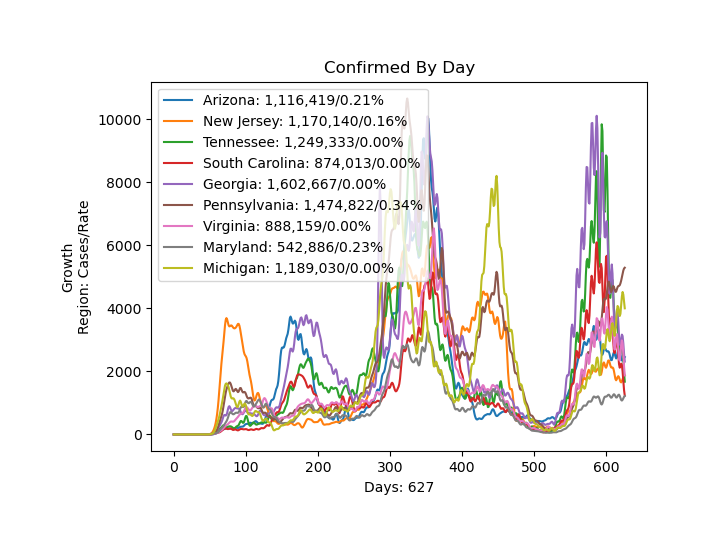 Confirmed By Day
10000
8000
6000
4000
2000
0
Growth
Region: Cases/Rate
Arizona: 1,116,419/0.21%
New Jersey: 1,170,140/0.16%
Tennessee: 1,249,333/0.00%
South Carolina: 874,013/0.00%
Georgia: 1,602,667/0.00%
Pennsylvania: 1,474,822/0.34%
Virginia: 888,159/0.00%
Maryland: 542,886/0.23%
Michigan: 1,189,030/0.00%
0 100 200 300 400 500 600
Days: 627